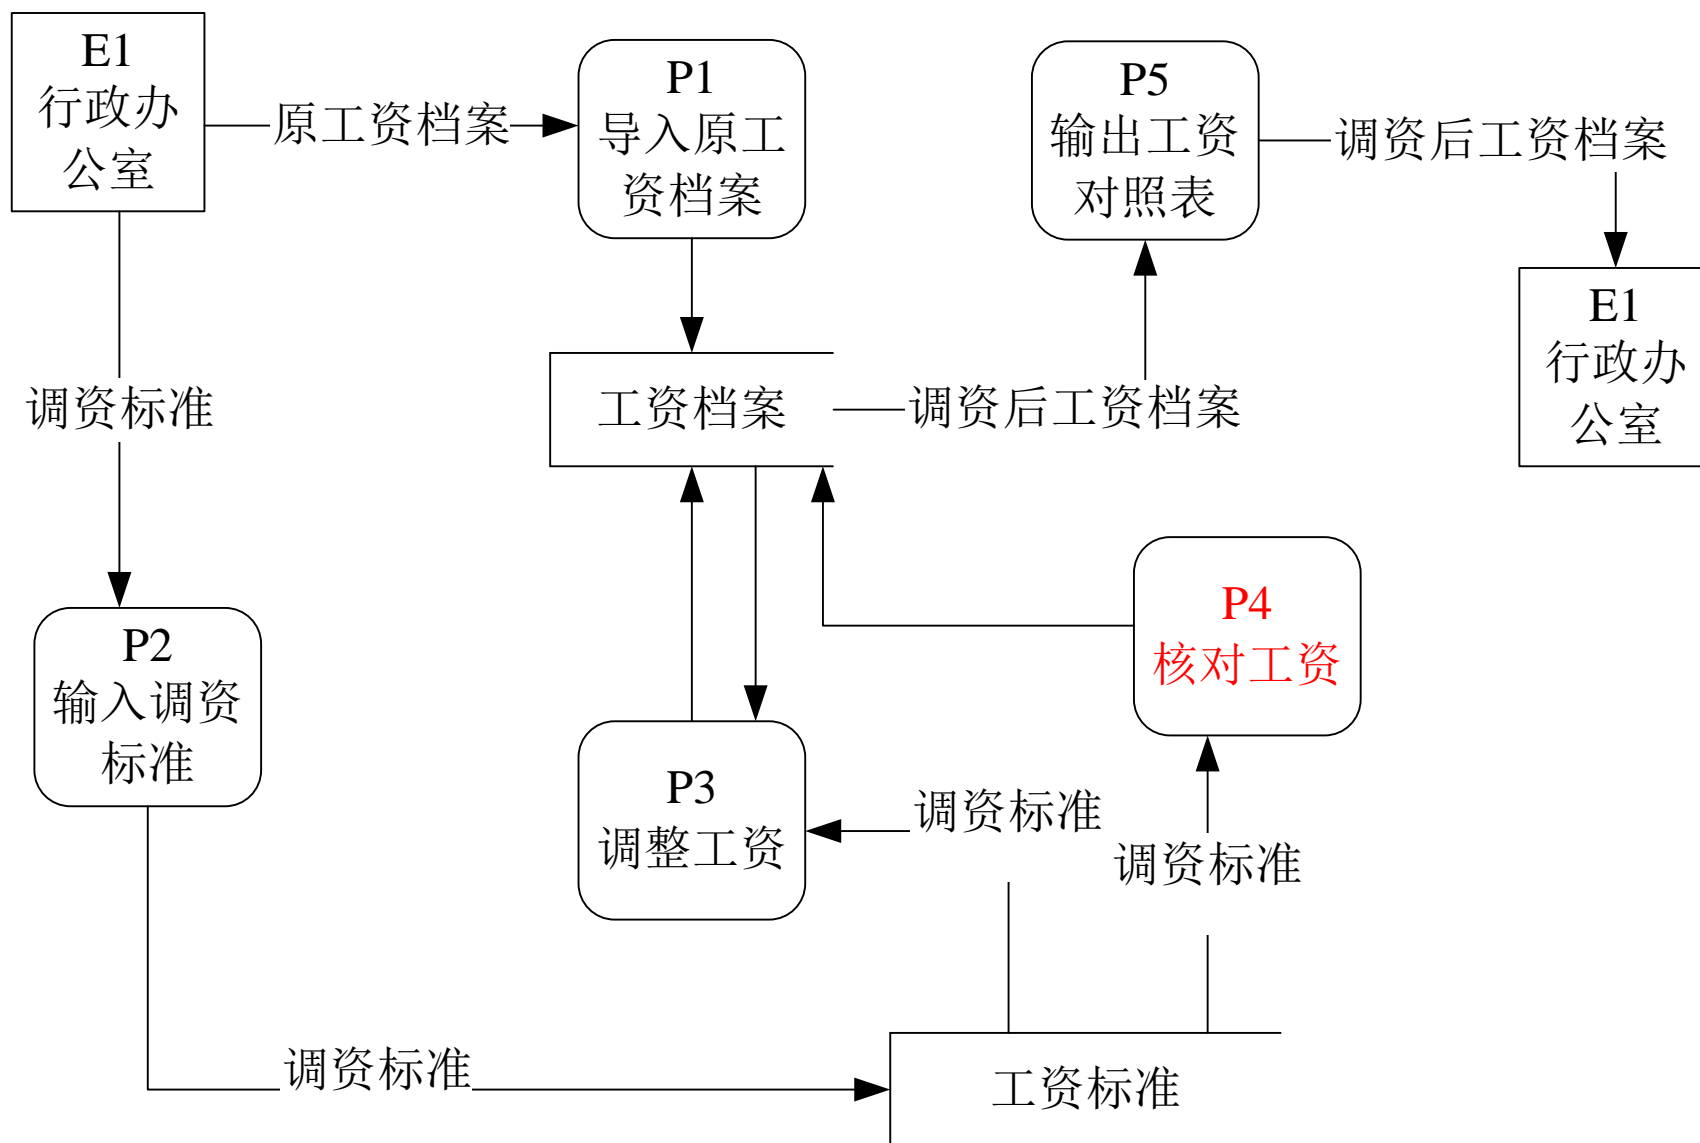 E1
行政办
公室
原工资档案
P1
导入原工
资档案
P5
输出工资
对照表
调资后工资档案
E1
行政办
公室
调资标准
工资档案
调资后工资档案
P2
输入调资
标准
P4
核对工资
P3
调整工资
调资标准
调资标准
调资标准
工资标准